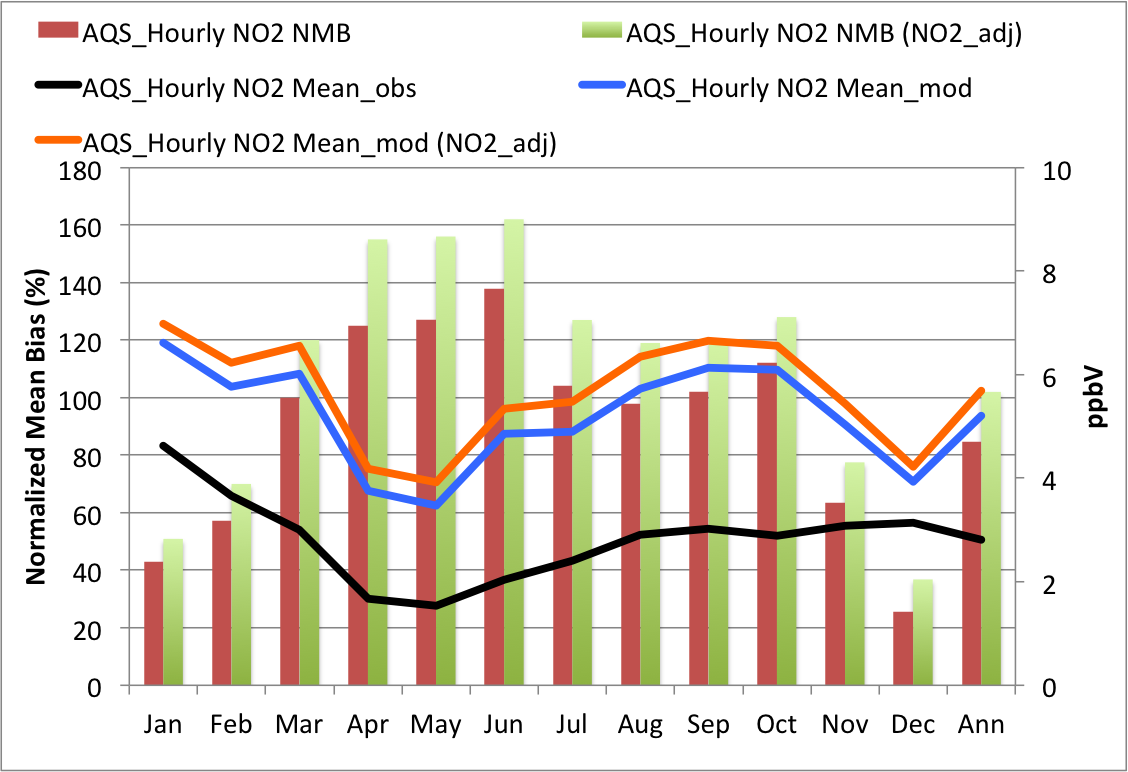 AQS_Hourly NO2 NMB
AQS_Hourly NO2 NMB (NO2_adj)
AQS_Hourly NO2 Mean_obs
AQS_Hourly NO2 Mean_mod
AQS_Hourly NO2 Mean_mod (NO2_adj)
180
160
140
120
100
80
60
40
20
0
Normalized Mean Bias (%)
10
8
6
4
2
0
ppbV
Jan Feb Mar Apr May Jun Jul Aug Sep Oct Nov Dec Ann